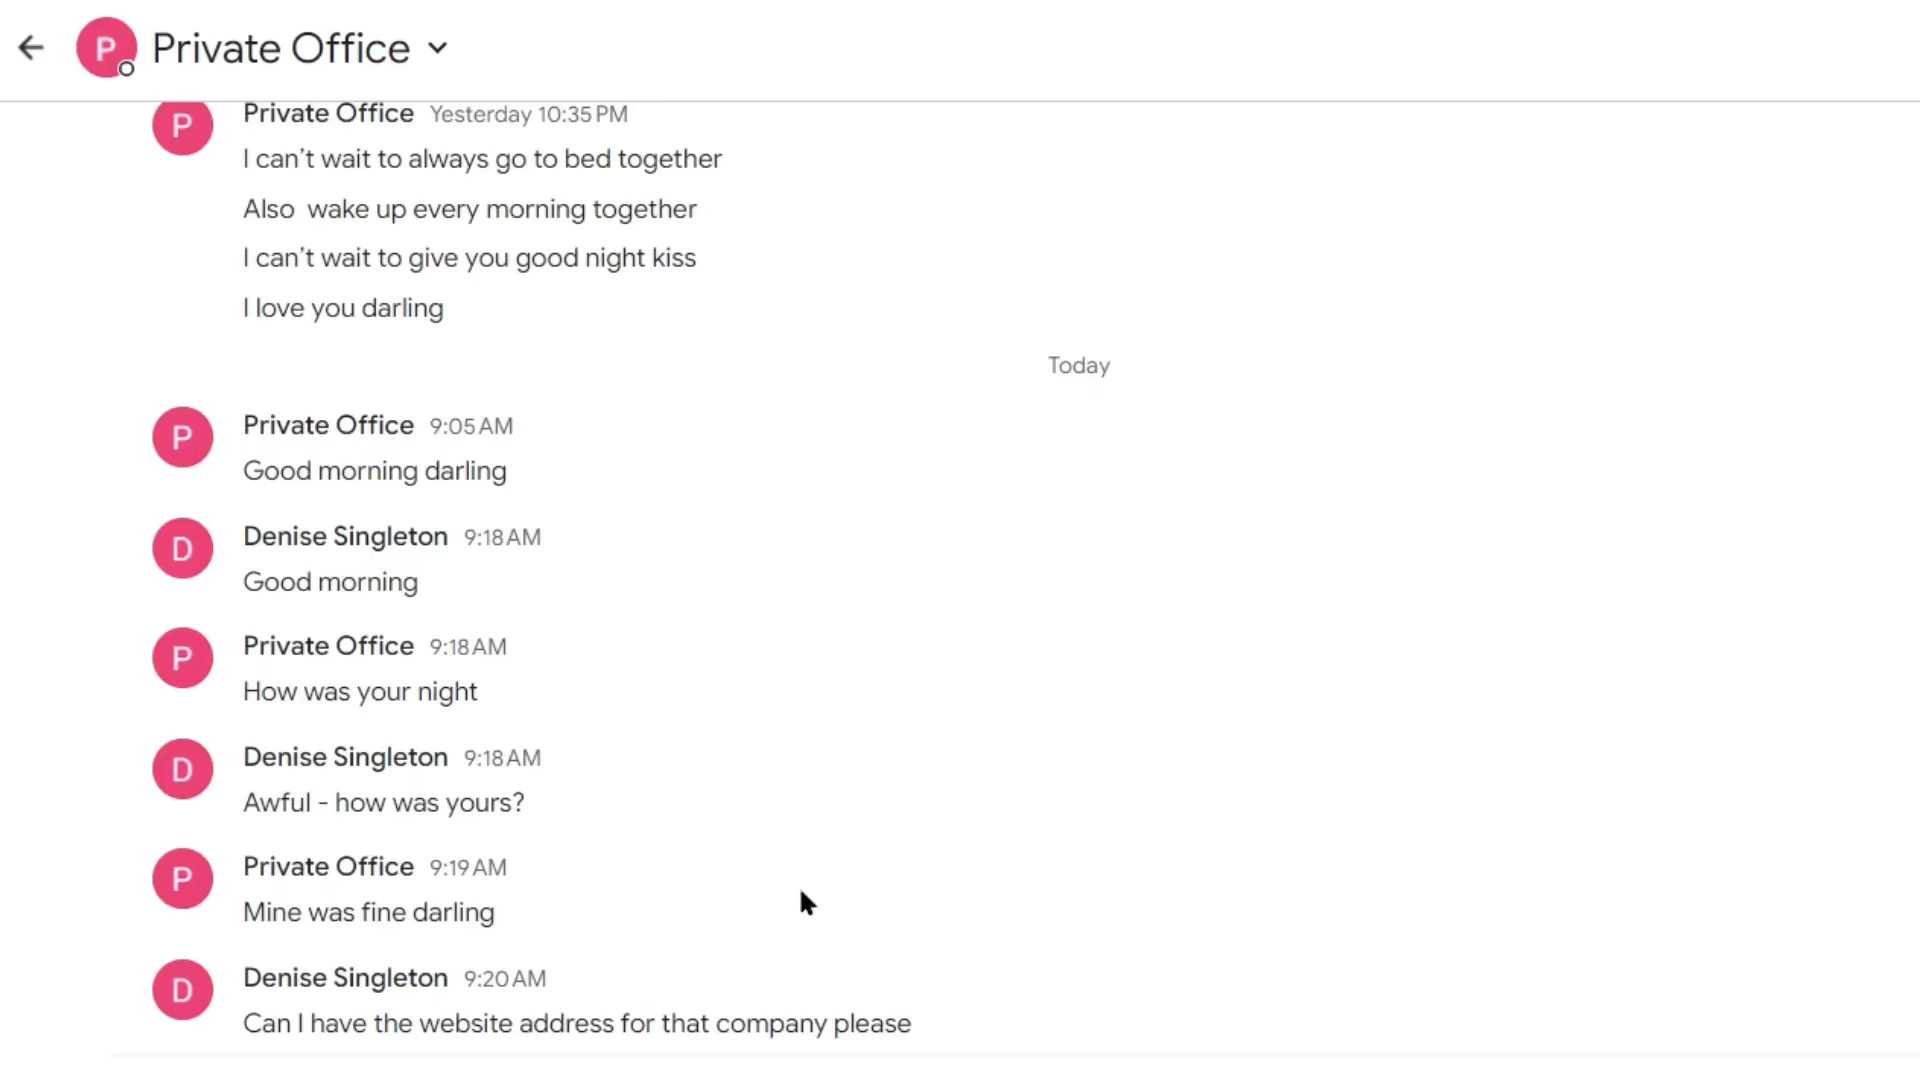 P Private Office
P Private Office Yesterday 10:35 PM
I can't wait to always go to bed together
Also  wake up every morning together
I can't wait to give you good night kiss
I love you darling
Today
P Private Office 9:05 AM
Good morning darling
D Denise Singleton 9:18 AM
Good morning
P Private Office 9:18 AM
How was your night
D Denise Singleton 9:18 AM
Awful - how was yours?
P Private Office 9:19 AM
Mine was fine darling
D Denise Singleton 9:20 AM
Can I have the website address for that company please